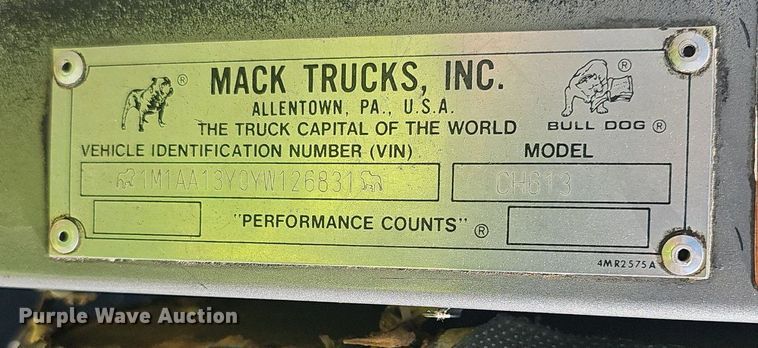 MACK TRUCKS, INC.
ALLENTOWN, PA., U.S.A.
THE TRUCK CAPITAL OF THE WORLD
® ®
BULL DOG ®
VEHICLE IDENTIFICATION NUMBER (VIN) MODEL
1M1AA13Y0YW126831 CH613
"PERFORMANCE COUNTS" ®
4MR2575A
Purple Wave Auction